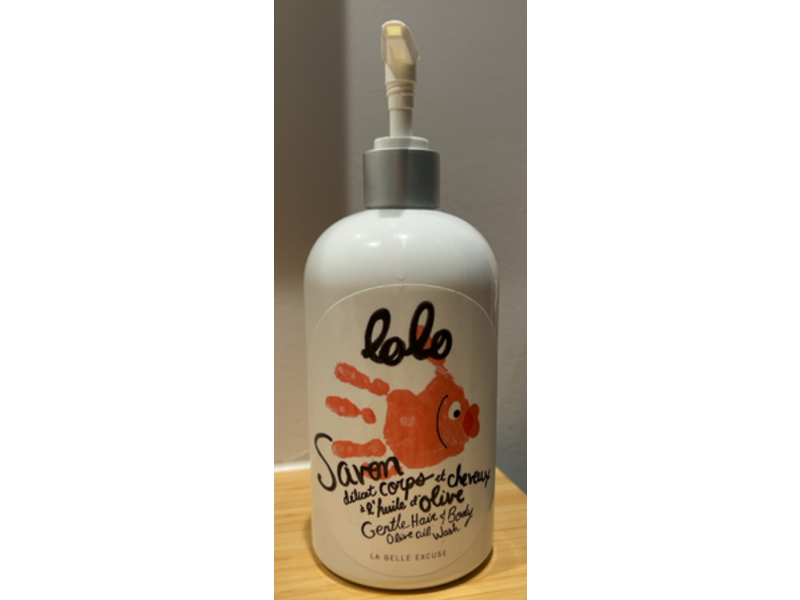 lolo
Savon
délicat corps et cheveux
à l'huile d'olive
Gentle Hair & Body
Olive Oil Wash
LA BELLE EXCUSE